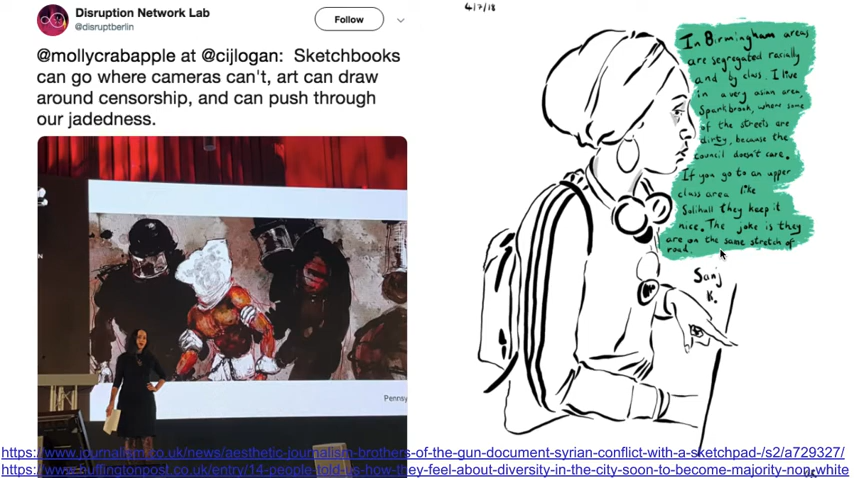 Disruption Network Lab
@disruptberlin
Follow
@mollycrabapple at @cijlogan: Sketchbooks
can go where cameras can't, art can draw
around censorship, and can push through
our jadedness.
N
Pennsy
4/7/18
In Birmingham areas
are segregated racially
and by class. I live
in a very asian area,
Sparkbrook, where some
of the streets are
dirty, because the
council doesn't care.
If you go to an upper
class area like
Solihull they keep it
nice. The joke is they
are on the same stretch of
road.
Sanj
K.
https://www.journalism.co.uk/news/aesthetic-journalism-brothers-of-the-gun-document-syrian-conflict-with-a-sketchpad-/s2/a729327/
https://www.huffingtonpost.co.uk/entry/14-people-told-us-how-they-feel-about-diversity-in-the-city-soon-to-become-majority-non-white